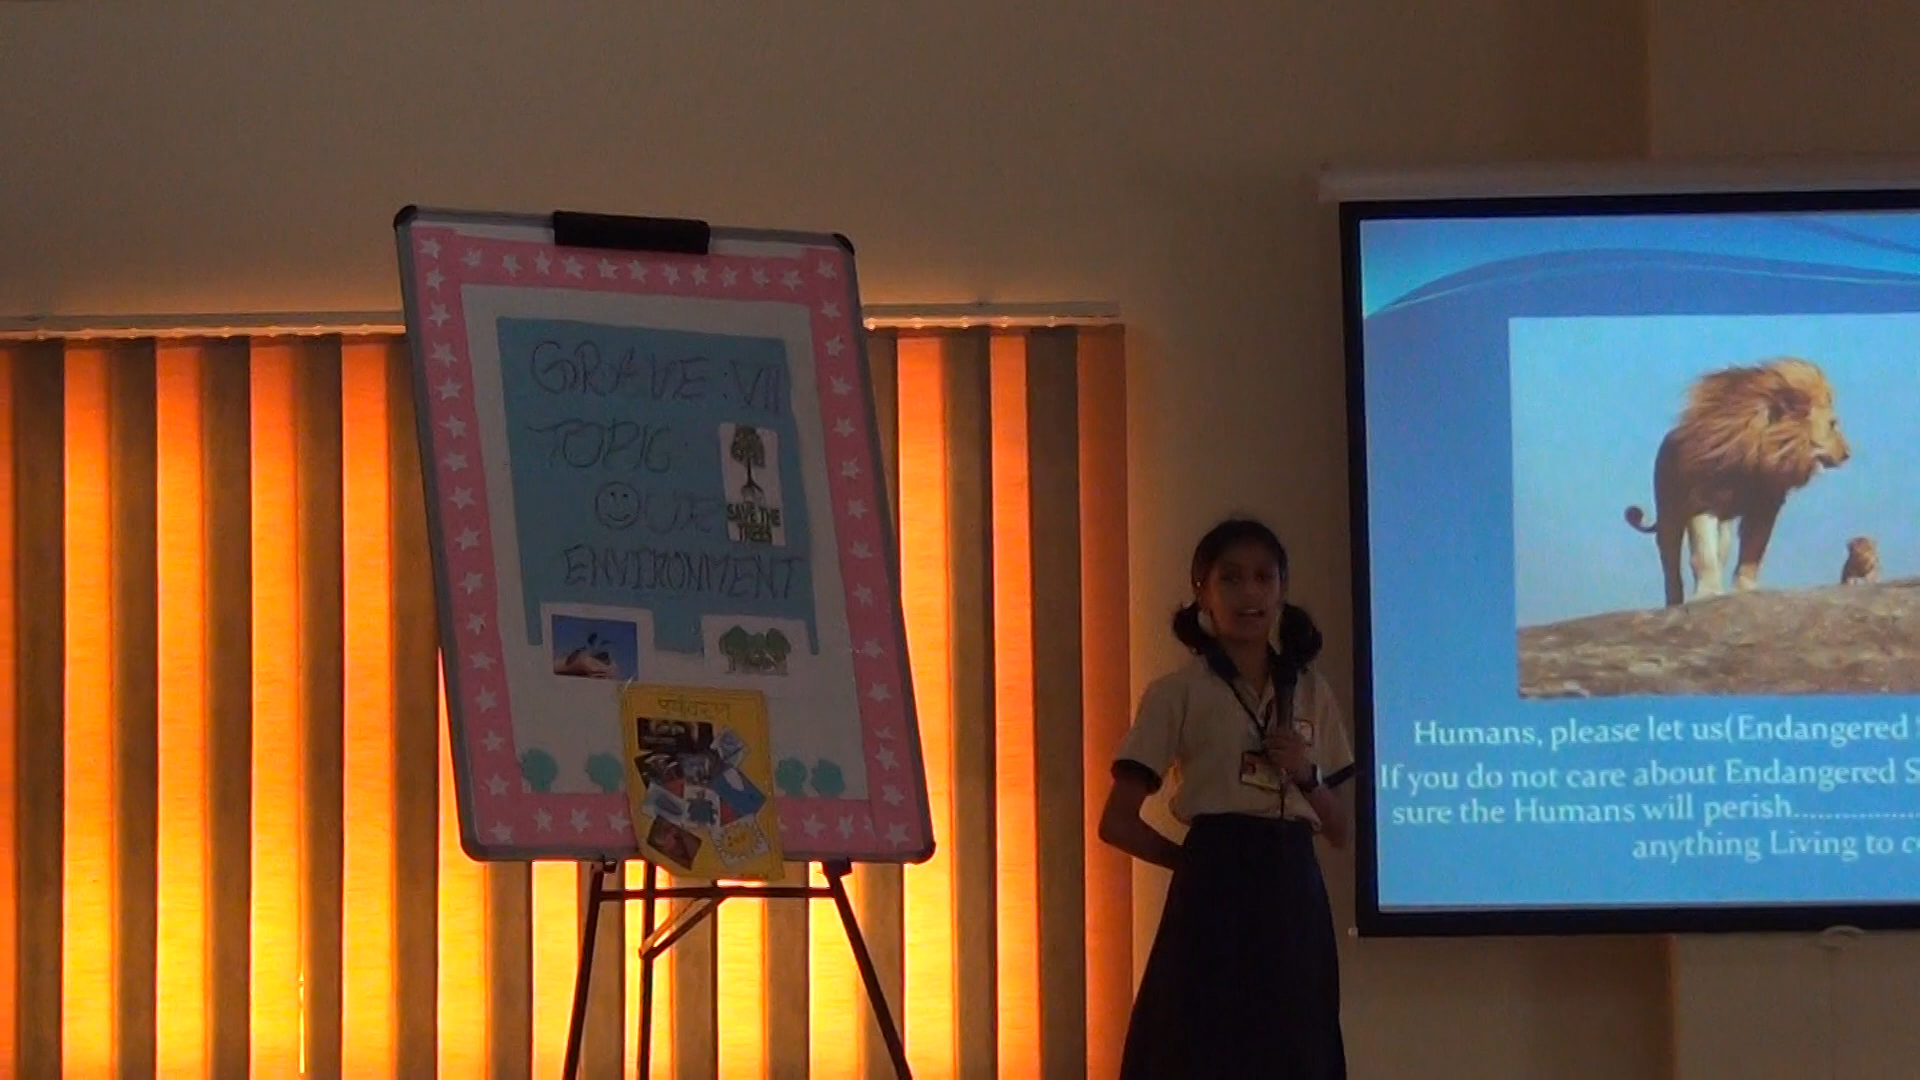 GRADE : VII
TOPIC
OUR
ENVIRONMENT
SAVE THE
TREES
पर्यावरण
Humans, please let us(Endangered S
If you do not care about Endangered S
sure the Humans will perish
anything Living to c